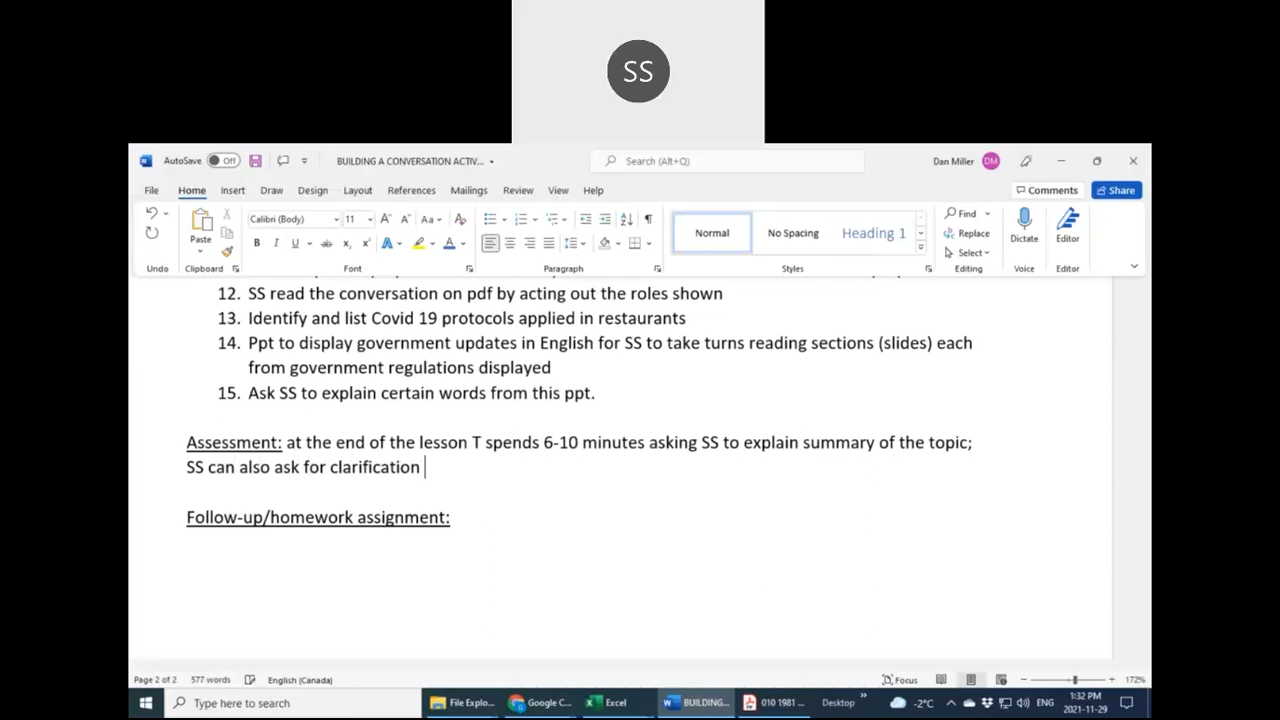 SS
AutoSave Off BUILDING A CONVERSATION ACTIV... Search (Alt+Q) Dan Miller DM
File Home Insert Draw Design Layout References Mailings Review View Help Comments Share
Calibri (Body) 11 Aa Normal No Spacing Heading 1 Find
Paste Replace Dictate Editor
B I U ab x₂ x² A A Select
Undo Clipboard Font Paragraph Styles Editing Voice Editor
12. SS read the conversation on pdf by acting out the roles shown
13. Identify and list Covid 19 protocols applied in restaurants
14. Ppt to display government updates in English for SS to take turns reading sections (slides) each
from government regulations displayed
15. Ask SS to explain certain words from this ppt.
Assessment: at the end of the lesson T spends 6-10 minutes asking SS to explain summary of the topic;
SS can also ask for clarification
Follow-up/homework assignment:
Page 2 of 2 577 words English (Canada) Focus 172%
Type here to search File Explo... Google C... Excel BUILDING... 010 1981 ... Desktop -2°C ENG 1:32 PM
2021-11-29